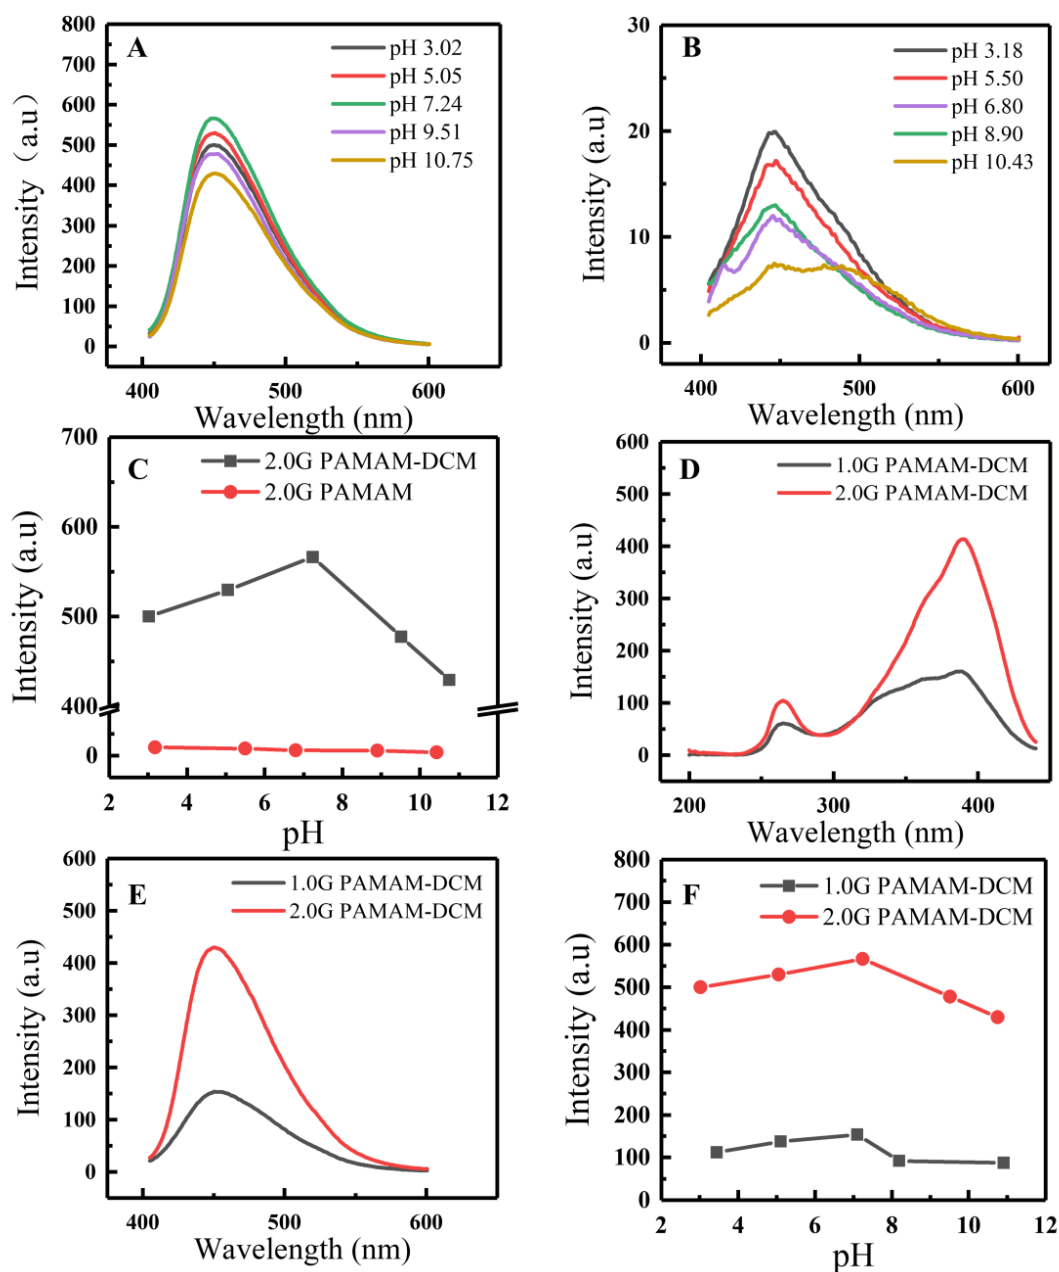 A
pH 3.02
pH 5.05
pH 7.24
pH 9.51
pH 10.75
800
700
600
500
400
300
200
100
0
400 500 600
Intensity (a.u)
Wavelength (nm)
B
pH 3.18
pH 5.50
pH 6.80
pH 8.90
pH 10.43
30
20
10
0
400 500 600
Intensity (a.u)
Wavelength (nm)
C
2.0G PAMAM-DCM
2.0G PAMAM
700
600
500
400
0
2 4 6 8 10 12
Intensity (a.u)
pH
D
1.0G PAMAM-DCM
2.0G PAMAM-DCM
600
500
400
300
200
100
0
200 300 400
Intensity (a.u)
Wavelength (nm)
E
1.0G PAMAM-DCM
2.0G PAMAM-DCM
600
500
400
300
200
100
0
400 500 600
Intensity (a.u)
Wavelength (nm)
F
1.0G PAMAM-DCM
2.0G PAMAM-DCM
800
700
600
500
400
300
200
100
0
2 4 6 8 10 12
Intensity (a.u)
pH